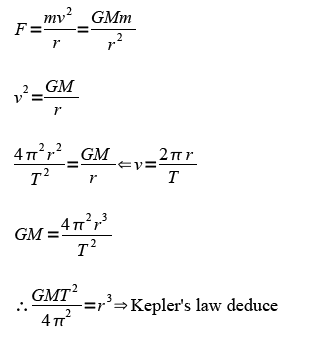 F = mv²/r = GMm/r²
v² = GM/r
4π²r²/T² = GM/r ⇐ v = 2πr/T
GM = 4π²r³/T²
∴ GMT²/4π² = r³ ⇒ Kepler's law deduce